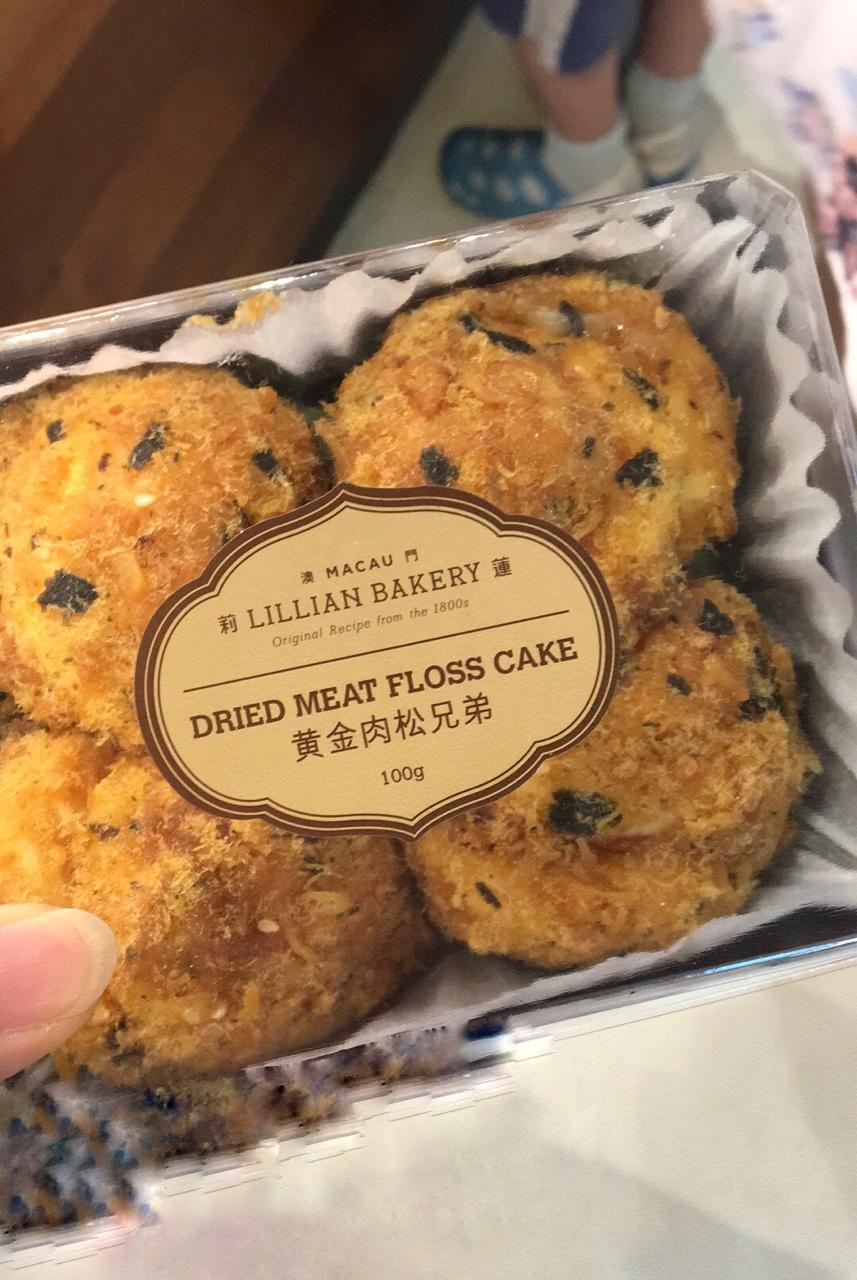 澳 MACAU 門
莉 LILLIAN BAKERY 蓮
Original Recipe from the 1800s
DRIED MEAT FLOSS CAKE
黄金肉松兄弟
100g